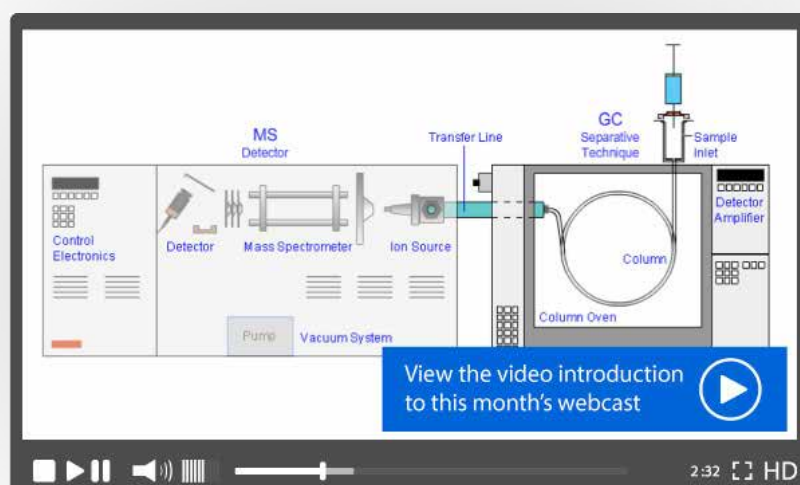 MS
Detector
Transfer Line
GC
Separative
Technique
Sample
Inlet
Control
Electronics
Detector
Mass Spectrometer
Ion Source
Column
Detector
Amplifier
Column Oven
Pump
Vacuum System
View the video introduction
to this month's webcast
2:32
HD